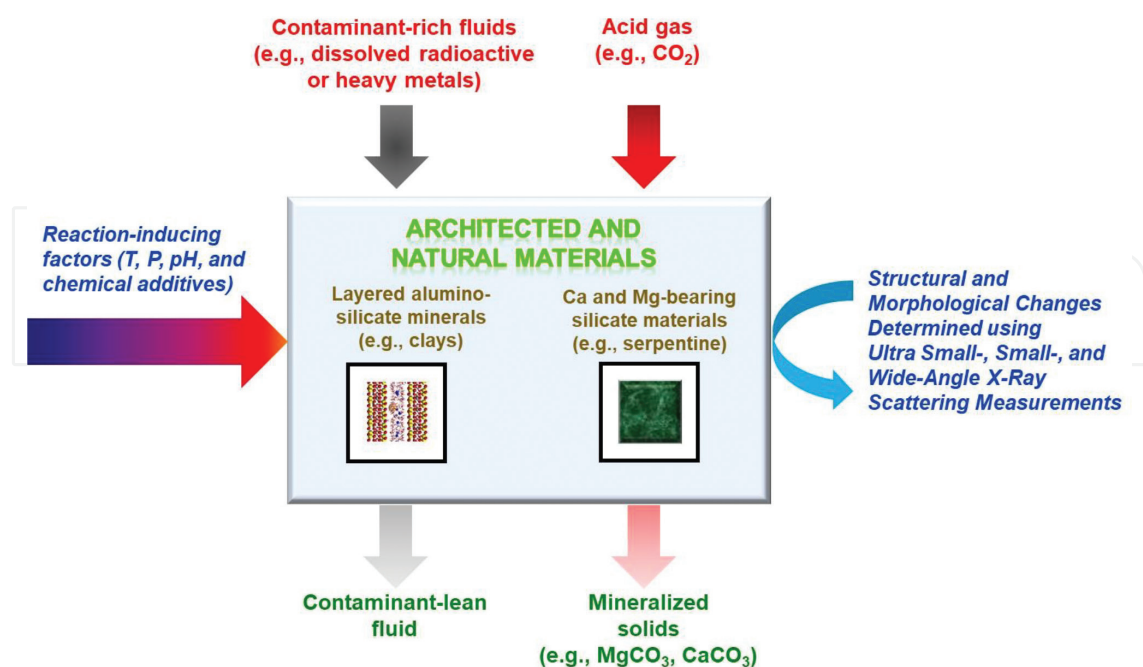 Contaminant-rich fluids
(e.g., dissolved radioactive
or heavy metals)
Acid gas
(e.g., CO₂)
Reaction-inducing
factors (T, P, pH, and
chemical additives)
ARCHITECTED AND
NATURAL MATERIALS
Layered alumino-
silicate minerals
(e.g., clays)
Ca and Mg-bearing
silicate materials
(e.g., serpentine)
Structural and
Morphological Changes
Determined using
Ultra Small-, Small-, and
Wide-Angle X-Ray
Scattering Measurements
Contaminant-lean
fluid
Mineralized
solids
(e.g., MgCO₃, CaCO₃)